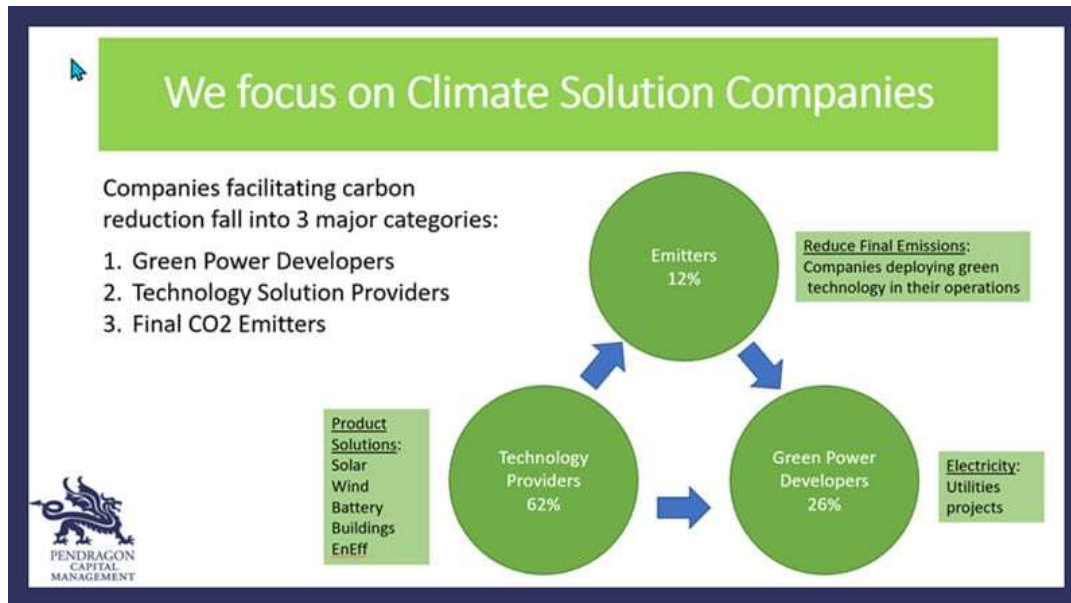 We focus on Climate Solution Companies
Companies facilitating carbon
reduction fall into 3 major categories:
1. Green Power Developers
2. Technology Solution Providers
3. Final CO2 Emitters
Emitters
12%
Reduce Final Emissions:
Companies deploying green
technology in their operations
Product
Solutions:
Solar
Wind
Battery
Buildings
EnEff
Technology
Providers
62%
Green Power
Developers
26%
Electricity:
Utilities
projects
PENDRAGON
CAPITAL
MANAGEMENT